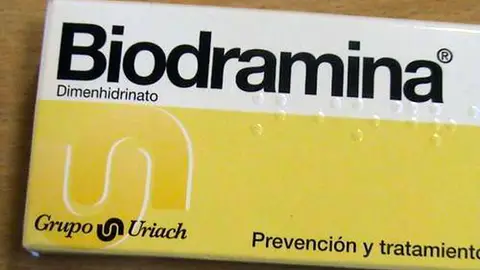 Biodramina®
Dimenhidrinato
Grupo Uriach
Prevención y tratamiento